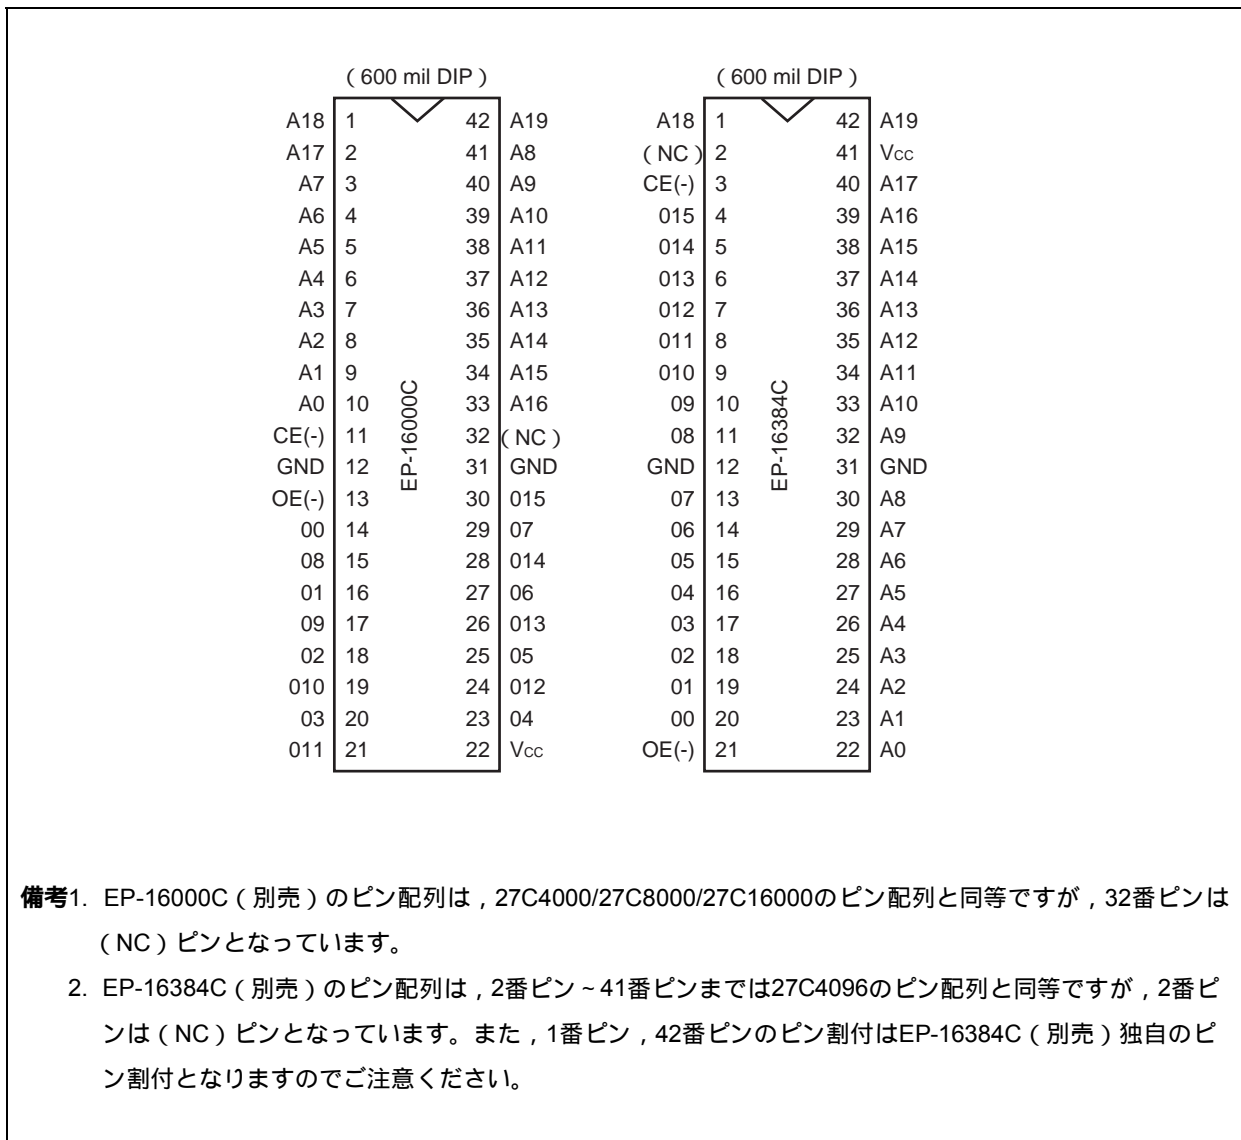 ( 600 mil DIP ) ( 600 mil DIP )
A18 1 42 A19 A18 1 42 A19
A17 2 41 A8 ( NC ) 2 41 Vcc
A7 3 40 A9 CE(-) 3 40 A17
A6 4 39 A10 015 4 39 A16
A5 5 38 A11 014 5 38 A15
A4 6 37 A12 013 6 37 A14
A3 7 36 A13 012 7 36 A13
A2 8 35 A14 011 8 35 A12
A1 9 34 A15 010 9 34 A11
A0 10 33 A16 09 10 33 A10
CE(-) 11 32 ( NC ) 08 11 32 A9
GND 12 31 GND GND 12 31 GND
OE(-) 13 30 015 07 13 30 A8
00 14 29 07 06 14 29 A7
08 15 28 014 05 15 28 A6
01 16 27 06 04 16 27 A5
09 17 26 013 03 17 26 A4
02 18 25 05 02 18 25 A3
010 19 24 012 01 19 24 A2
03 20 23 04 00 20 23 A1
011 21 22 Vcc OE(-) 21 22 A0
EP-16000C EP-16384C
備考1. EP-16000C（別売）のピン配列は，27C4000/27C8000/27C16000のピン配列と同等ですが，32番ピンは
（NC）ピンとなっています。
2. EP-16384C（別売）のピン配列は，2番ピン～41番ピンまでは27C4096のピン配列と同等ですが，2番ピ
ンは（NC）ピンとなっています。また，1番ピン，42番ピンのピン割付はEP-16384C（別売）独自のピ
ン割付となりますのでご注意ください。